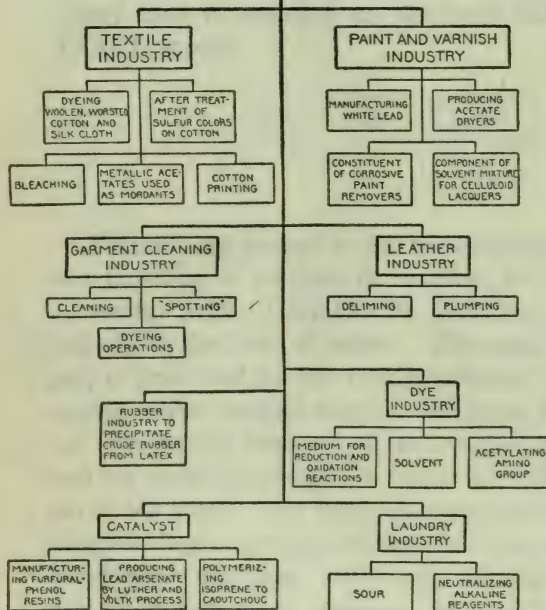 TEXTILE
INDUSTRY
DYEING
WOOLEN, WORSTED
COTTON AND
SILK CLOTH
AFTER TREAT-
MENT OF
SULFUR COLORS
ON COTTON
BLEACHING
METALLIC ACE-
TATES USED
AS MORDANTS
COTTON
PRINTING
PAINT AND VARNISH
INDUSTRY
MANUFACTURING
WHITE LEAD
PRODUCING
ACETATE
DRYERS
CONSTITUENT
OF CORROSIVE
PAINT
REMOVERS
COMPONENT OF
SOLVENT MIXTURE
FOR CELLULOID
LACQUERS
GARMENT CLEANING
INDUSTRY
CLEANING
"SPOTTING"
DYEING
OPERATIONS
LEATHER
INDUSTRY
DELIMING
PLUMPING
RUBBER
INDUSTRY TO
PRECIPITATE
CRUDE RUBBER
FROM LATEX
DYE
INDUSTRY
MEDIUM FOR
REDUCTION AND
OXIDATION
REACTIONS
SOLVENT
ACETYLATING
AMINO
GROUP
CATALYST
MANUFACTUR-
ING FURFURAL-
PHENOL
RESINS
PRODUCING
LEAD ARSENATE
BY LUTHER AND
VOLTK PROCESS
POLYMERIZ-
ING
ISOPRENE TO
CAOUTCHOUC
LAUNDRY
INDUSTRY
SOUR
NEUTRALIZING
ALKALINE
REAGENTS